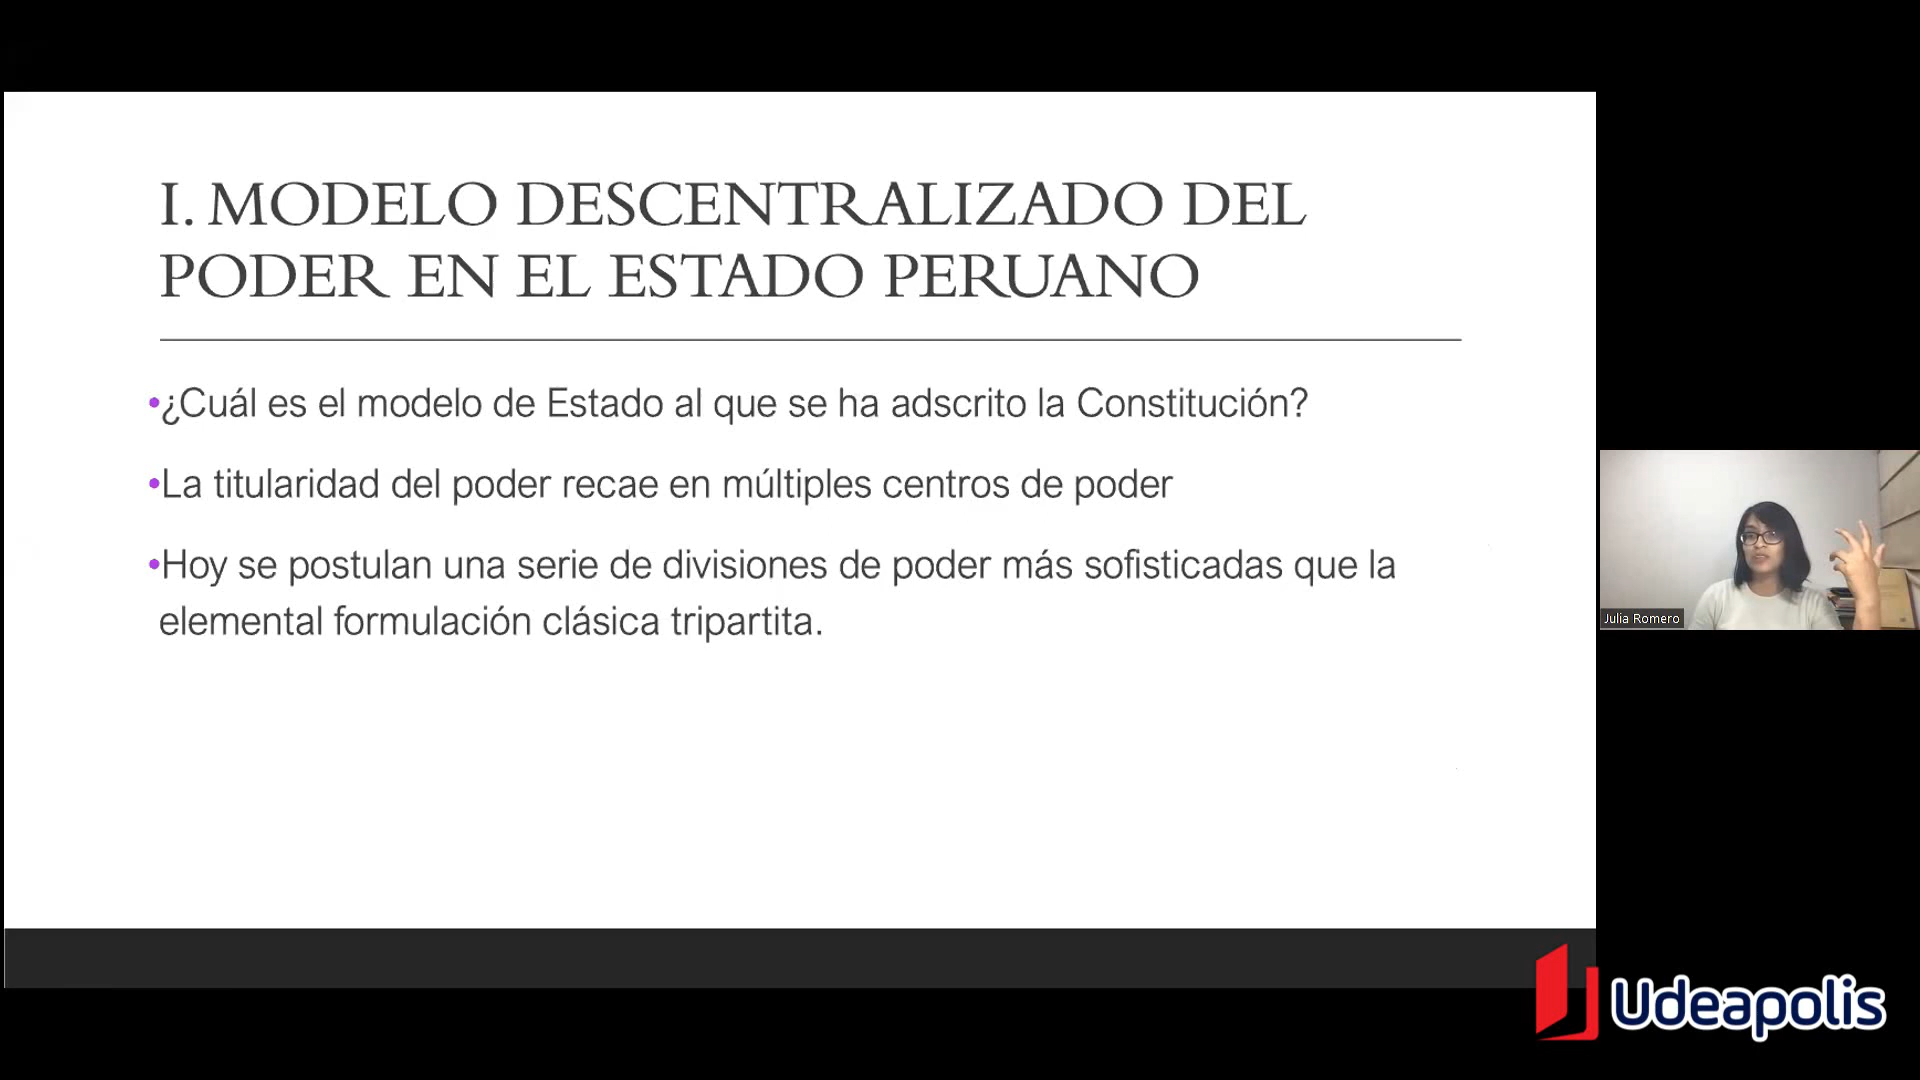 I. MODELO DESCENTRALIZADO DEL
PODER EN EL ESTADO PERUANO
•¿Cuál es el modelo de Estado al que se ha adscrito la Constitución?
•La titularidad del poder recae en múltiples centros de poder
•Hoy se postulan una serie de divisiones de poder más sofisticadas que la
elemental formulación clásica tripartita.
Julia Romero
Udeapolis